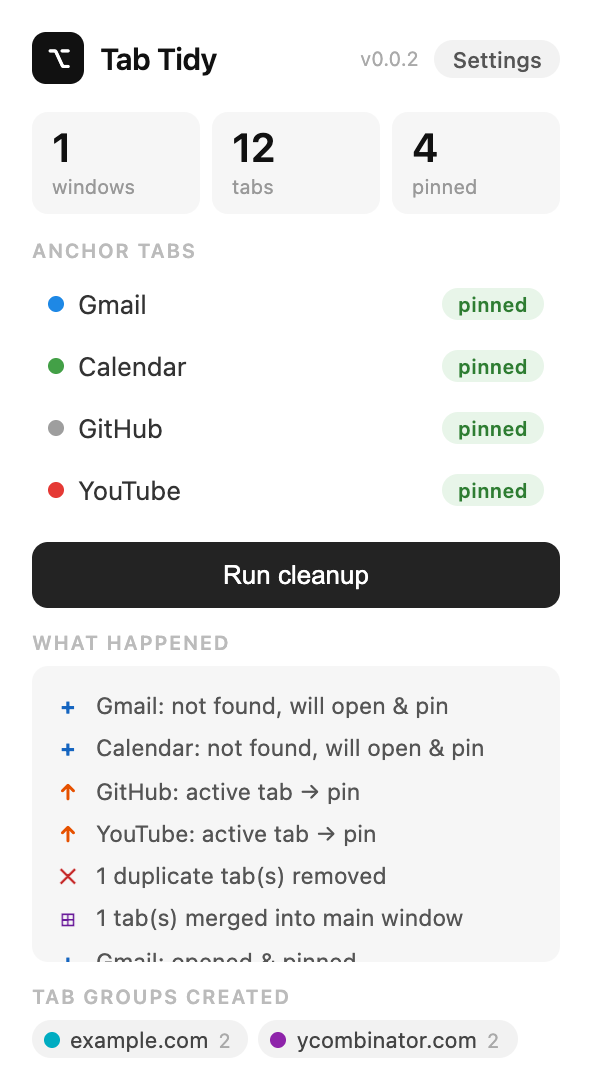 ⌥ Tab Tidy v0.0.2 Settings
1 12 4
windows tabs pinned
ANCHOR TABS
Gmail pinned
Calendar pinned
GitHub pinned
YouTube pinned
Run cleanup
WHAT HAPPENED
+ Gmail: not found, will open & pin
+ Calendar: not found, will open & pin
↑ GitHub: active tab → pin
↑ YouTube: active tab → pin
✕ 1 duplicate tab(s) removed
⊞ 1 tab(s) merged into main window
+ Gmail: opened & pinned
TAB GROUPS CREATED
example.com 2 ycombinator.com 2